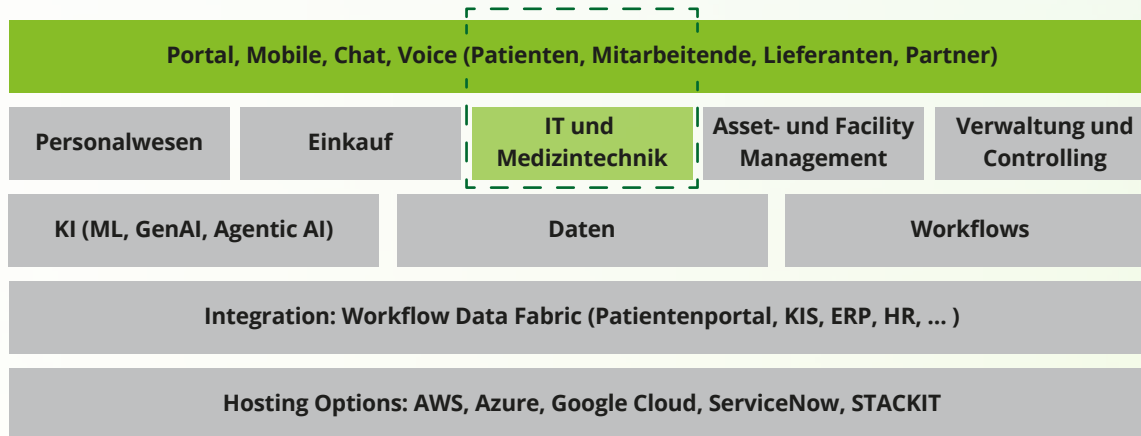 Portal, Mobile, Chat, Voice (Patienten, Mitarbeitende, Lieferanten, Partner)
Personalwesen
Einkauf
IT und
Medizintechnik
Asset- und Facility
Management
Verwaltung und
Controlling
KI (ML, GenAI, Agentic AI)
Daten
Workflows
Integration: Workflow Data Fabric (Patientenportal, KIS, ERP, HR, ... )
Hosting Options: AWS, Azure, Google Cloud, ServiceNow, STACKIT